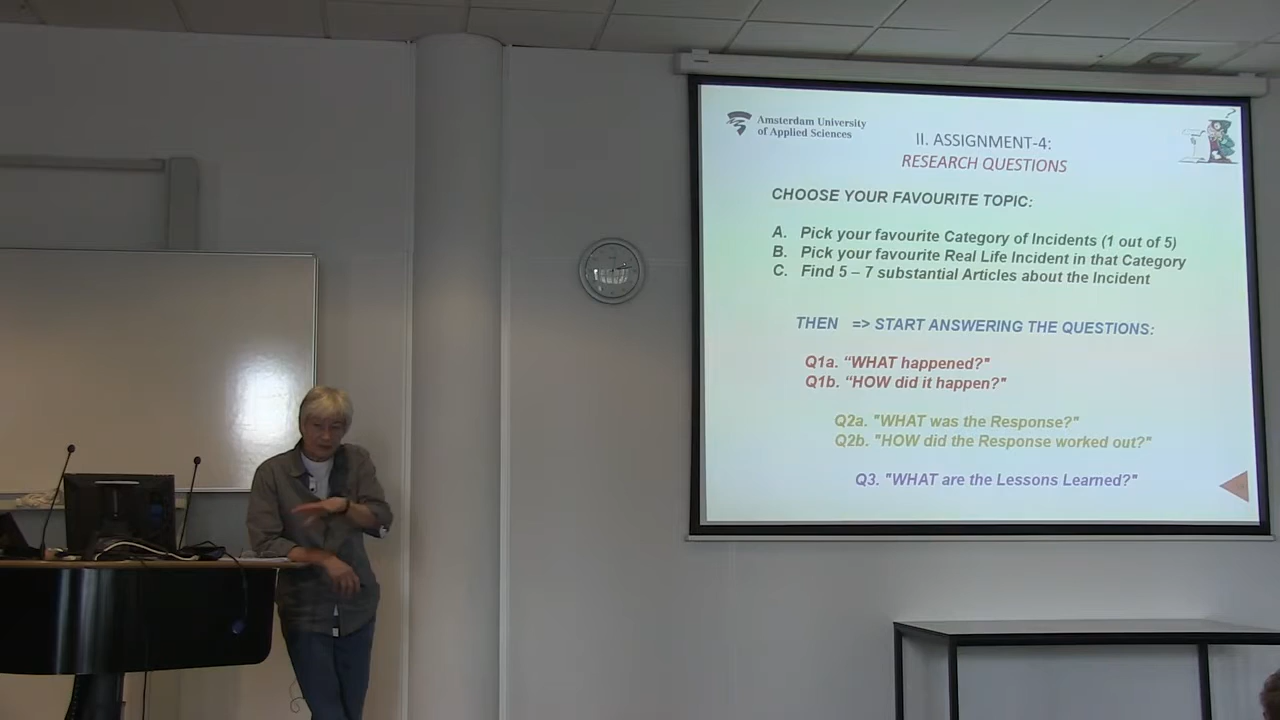 Amsterdam University
of Applied Sciences
II. ASSIGNMENT-4:
RESEARCH QUESTIONS
CHOOSE YOUR FAVOURITE TOPIC:
A. Pick your favourite Category of Incidents (1 out of 5)
B. Pick your favourite Real Life Incident in that Category
C. Find 5 – 7 substantial Articles about the Incident
THEN => START ANSWERING THE QUESTIONS:
Q1a. “WHAT happened?"
Q1b. “HOW did it happen?"
Q2a. "WHAT was the Response?"
Q2b. "HOW did the Response worked out?"
Q3. "WHAT are the Lessons Learned?"